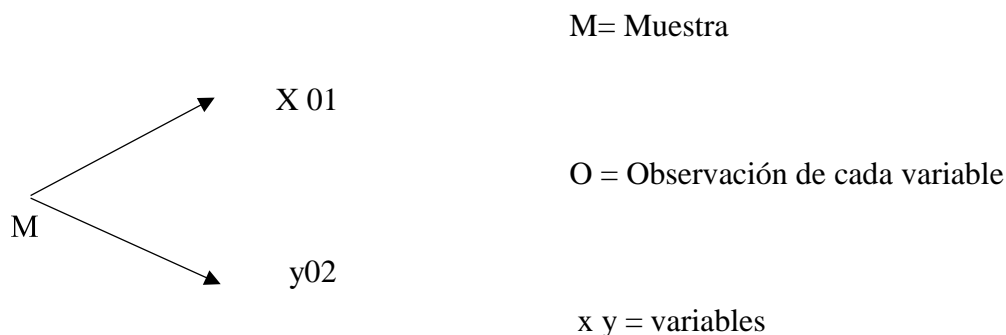 M= Muestra
X 01
O = Observación de cada variable
M
y02
x y = variables